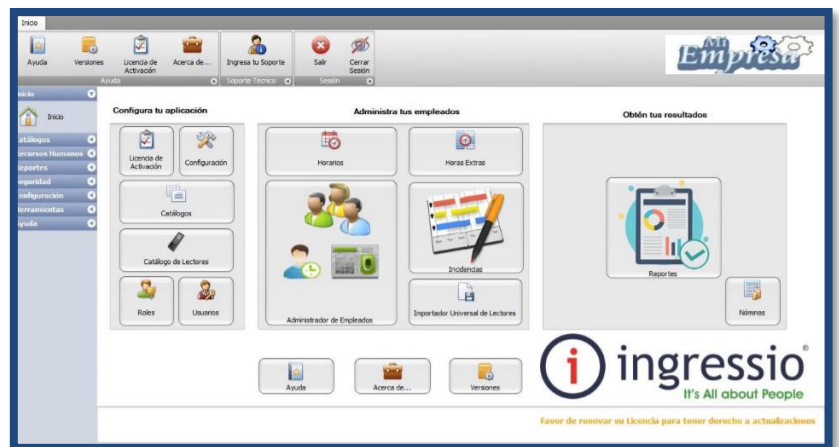 Inicio
Ayuda
Versiones
Licencia de
Activación
Acerca de...
Ingresa tu Soporte
Salir
Cerrar
Sesión
Ayuda
Soporte Técnico
Sesión
Mi
Empresa
Inicio
Inicio
Catálogos
Recursos Humanos
Reportes
Seguridad
Configuración
Herramientas
Ayuda
Configura tu aplicación
Licencia de
Activación
Configuración
Catálogos
Catálogo de Lectores
Roles
Usuarios
Administra tus empleados
Horarios
Horas Extras
Administrador de Empleados
Incidencias
Importador Universal de Lectores
Obtén tus resultados
Reportes
Nóminas
Ayuda
Acerca de...
Versiones
ingressio®
It's All about People
Favor de renovar su Licencia para tener derecho a actualizaciones